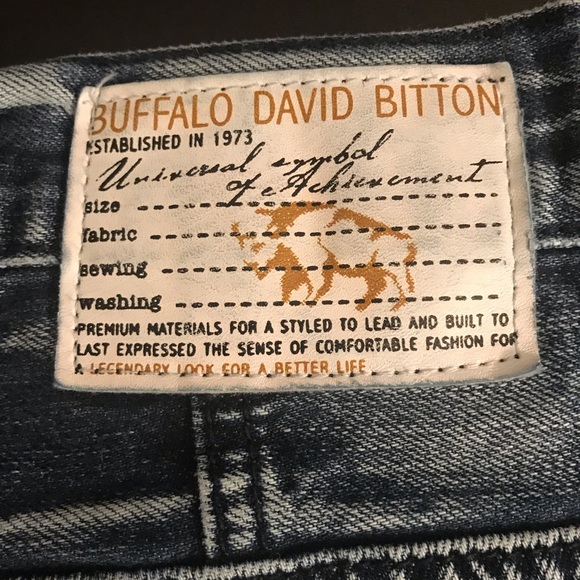 BUFFALO DAVID BITTON
ESTABLISHED IN 1973
Universal symbol
of Achievement
size
fabric
sewing
washing
PREMIUM MATERIALS FOR A STYLED TO LEAD AND BUILT TO
LAST EXPRESSED THE SENSE OF COMFORTABLE FASHION FOR
A LEGENDARY LOOK FOR A BETTER LIFE